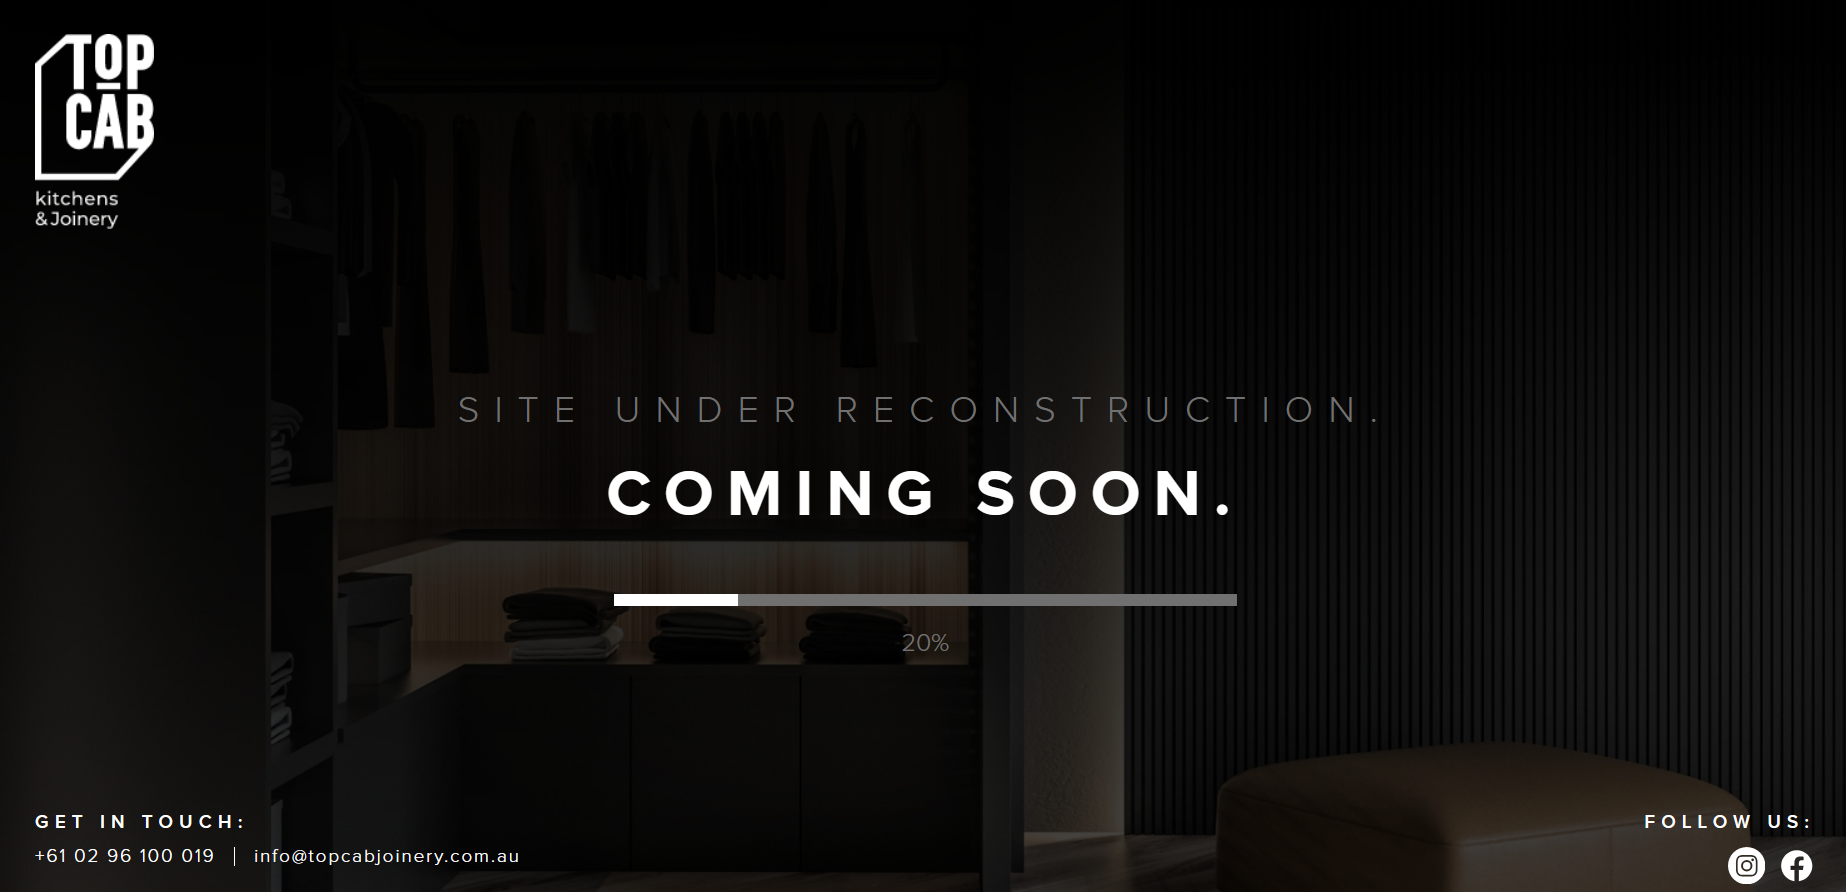 TOP
CAB
kitchens
& Joinery
SITE UNDER RECONSTRUCTION.
COMING SOON.
20%
GET IN TOUCH:
+61 02 96 100 019 | info@topcabjoinery.com.au
FOLLOW US: